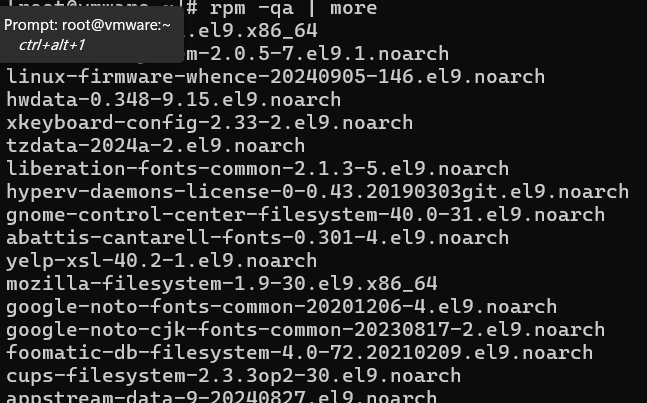 # rpm -qa | more
Prompt: root@vmware:~
ctrl+alt+1
.el9.x86_64
m-2.0.5-7.el9.1.noarch
linux-firmware-whence-20240905-146.el9.noarch
hwdata-0.348-9.15.el9.noarch
xkeyboard-config-2.33-2.el9.noarch
tzdata-2024a-2.el9.noarch
liberation-fonts-common-2.1.3-5.el9.noarch
hyperv-daemons-license-0-0.43.20190303git.el9.noarch
gnome-control-center-filesystem-40.0-31.el9.noarch
abattis-cantarell-fonts-0.301-4.el9.noarch
yelp-xsl-40.2-1.el9.noarch
mozilla-filesystem-1.9-30.el9.x86_64
google-noto-fonts-common-20201206-4.el9.noarch
google-noto-cjk-fonts-common-20230817-2.el9.noarch
foomatic-db-filesystem-4.0-72.20210209.el9.noarch
cups-filesystem-2.3.3op2-30.el9.noarch
appstream-data-9-20240827.el9.noarch